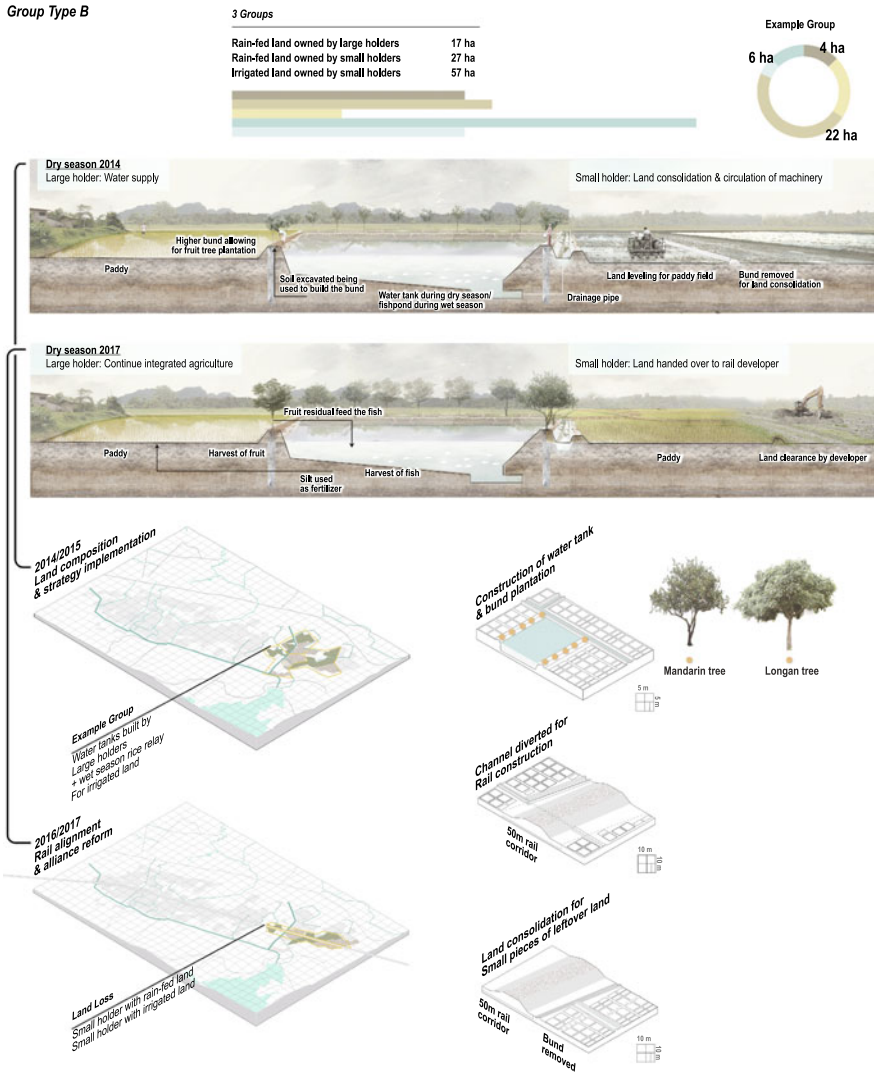 Group Type B
3 Groups
Rain-fed land owned by large holders 17 ha
Rain-fed land owned by small holders 27 ha
Irrigated land owned by small holders 57 ha
Example Group
4 ha
6 ha
22 ha
Dry season 2014
Large holder: Water supply
Small holder: Land consolidation & circulation of machinery
Higher bund allowing
for fruit tree plantation
Paddy
Soil excavated being
used to build the bund
Water tank during dry season/
fishpond during wet season
Drainage pipe
Land leveling for paddy field
Bund removed
for land consolidation
Dry season 2017
Large holder: Continue integrated agriculture
Small holder: Land handed over to rail developer
Fruit residual feed the fish
Paddy
Harvest of fruit
Harvest of fish
Silt used
as fertilizer
Paddy
Land clearance by developer
2014/2015
Land composition
& strategy implementation
Example Group
Water tanks built by
Large holders
+ wet season rice relay
For irrigated land
Construction of water tank
& bund plantation
Mandarin tree
Longan tree
5 m
5 m
Channel diverted for
Rail construction
50m rail
corridor
10 m
10 m
2016/2017
Rail alignment
& alliance reform
Land Loss
Small holder with rain-fed land
Small holder with irrigated land
Land consolidation for
Small pieces of leftover land
50m rail
corridor
Bund
removed
10 m
10 m